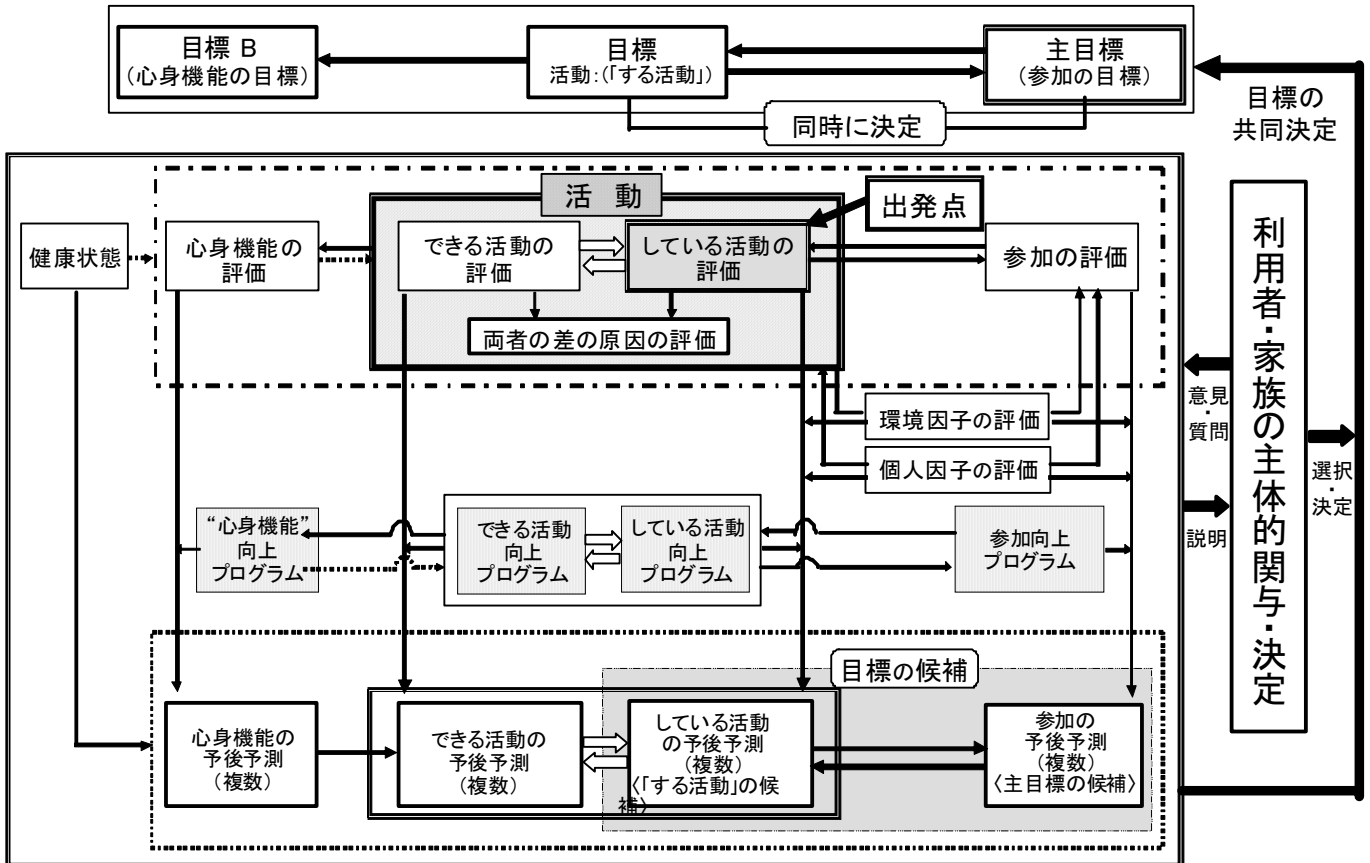 目標 B
(心身機能の目標)
目標
活動:(「する活動」)
主目標
(参加の目標)
同時に決定
目標の
共同決定
活 動
出発点
健康状態
心身機能の
評価
できる活動の
評価
している活動の
評価
参加の評価
両者の差の原因の評価
環境因子の評価
個人因子の評価
意見
・
質問
説明
利用者・家族の主体的関与・決定
選択
・
決定
“心身機能”
向上
プログラム
できる活動
向上
プログラム
している活動
向上
プログラム
参加向上
プログラム
目標の候補
心身機能の
予後予測
(複数)
できる活動の
予後予測
(複数)
している活動
の予後予測
(複数)
〈「する活動」の候
補〉
参加の
予後予測
(複数)
〈主目標の候補〉